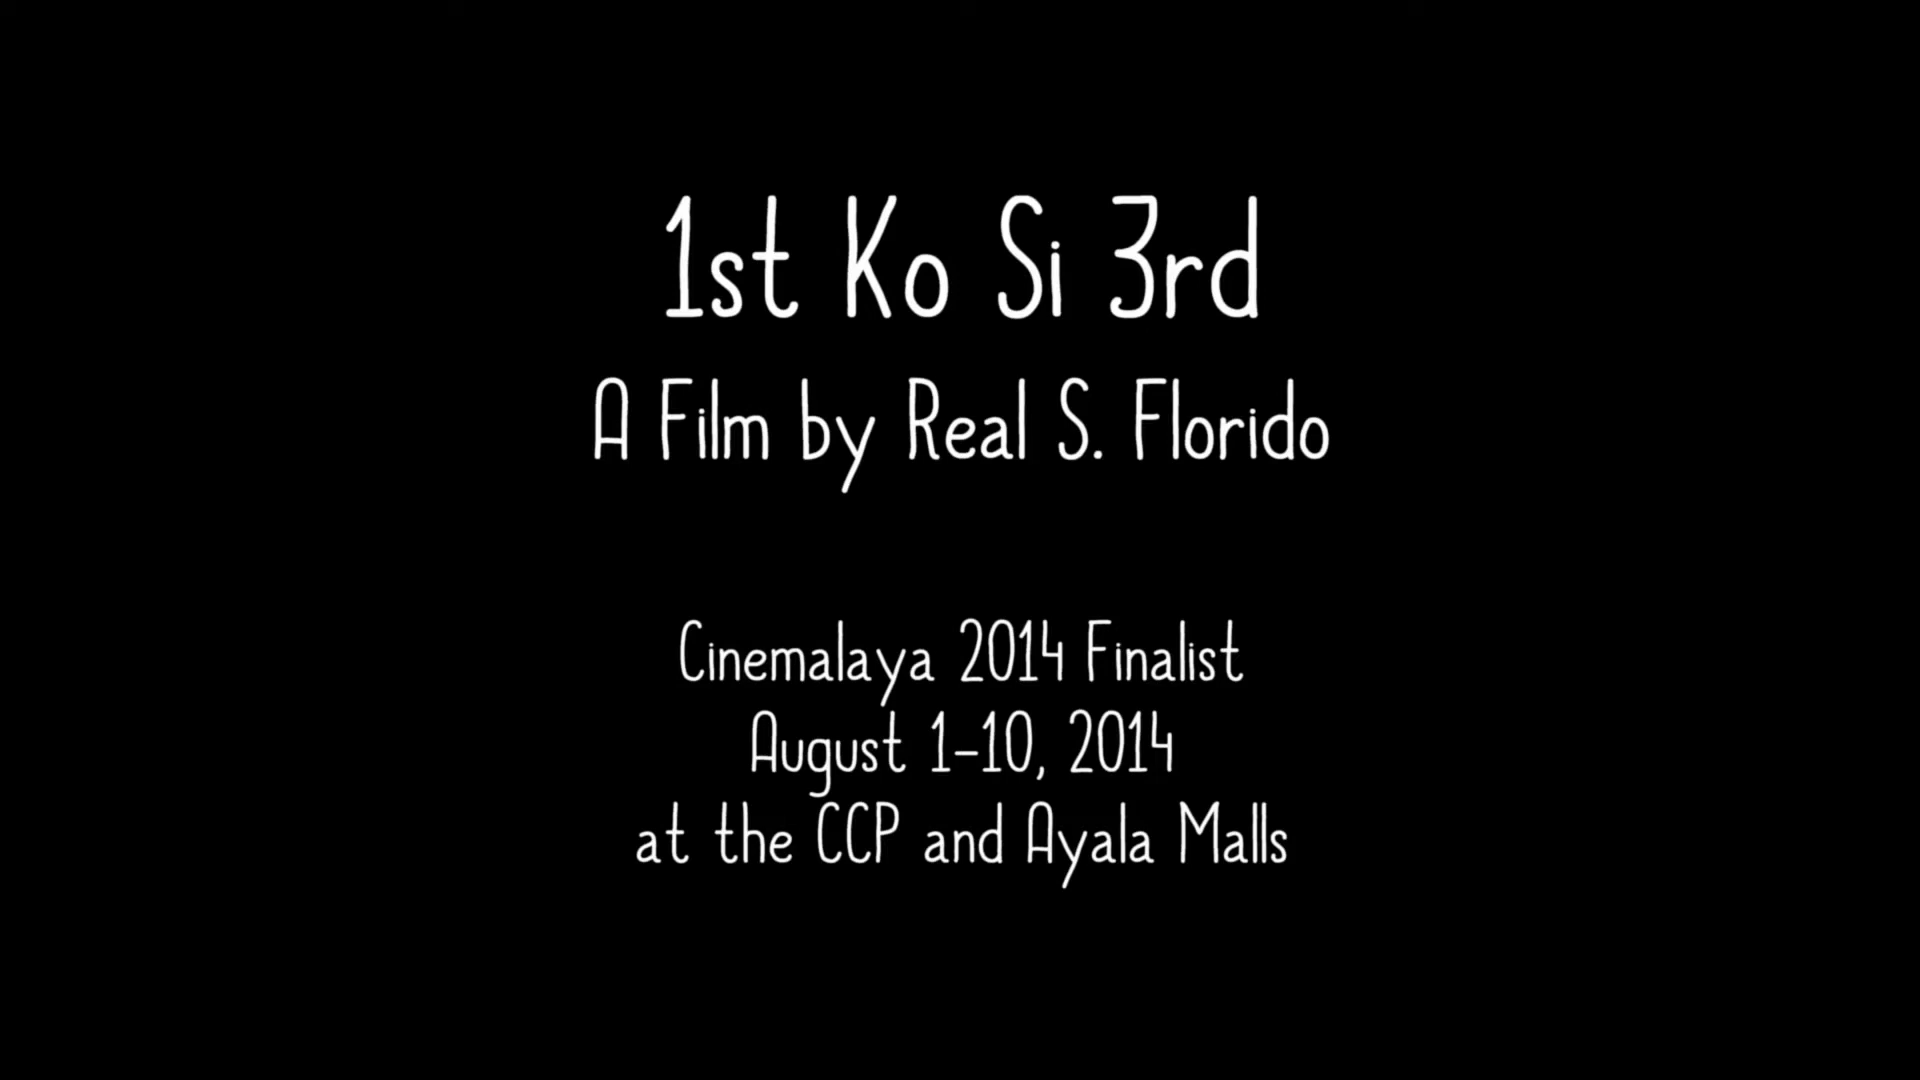 1st Ko Si 3rd
A Film by Real S. Florido
Cinemalaya 2014 Finalist
August 1-10, 2014
at the CCP and Ayala Malls